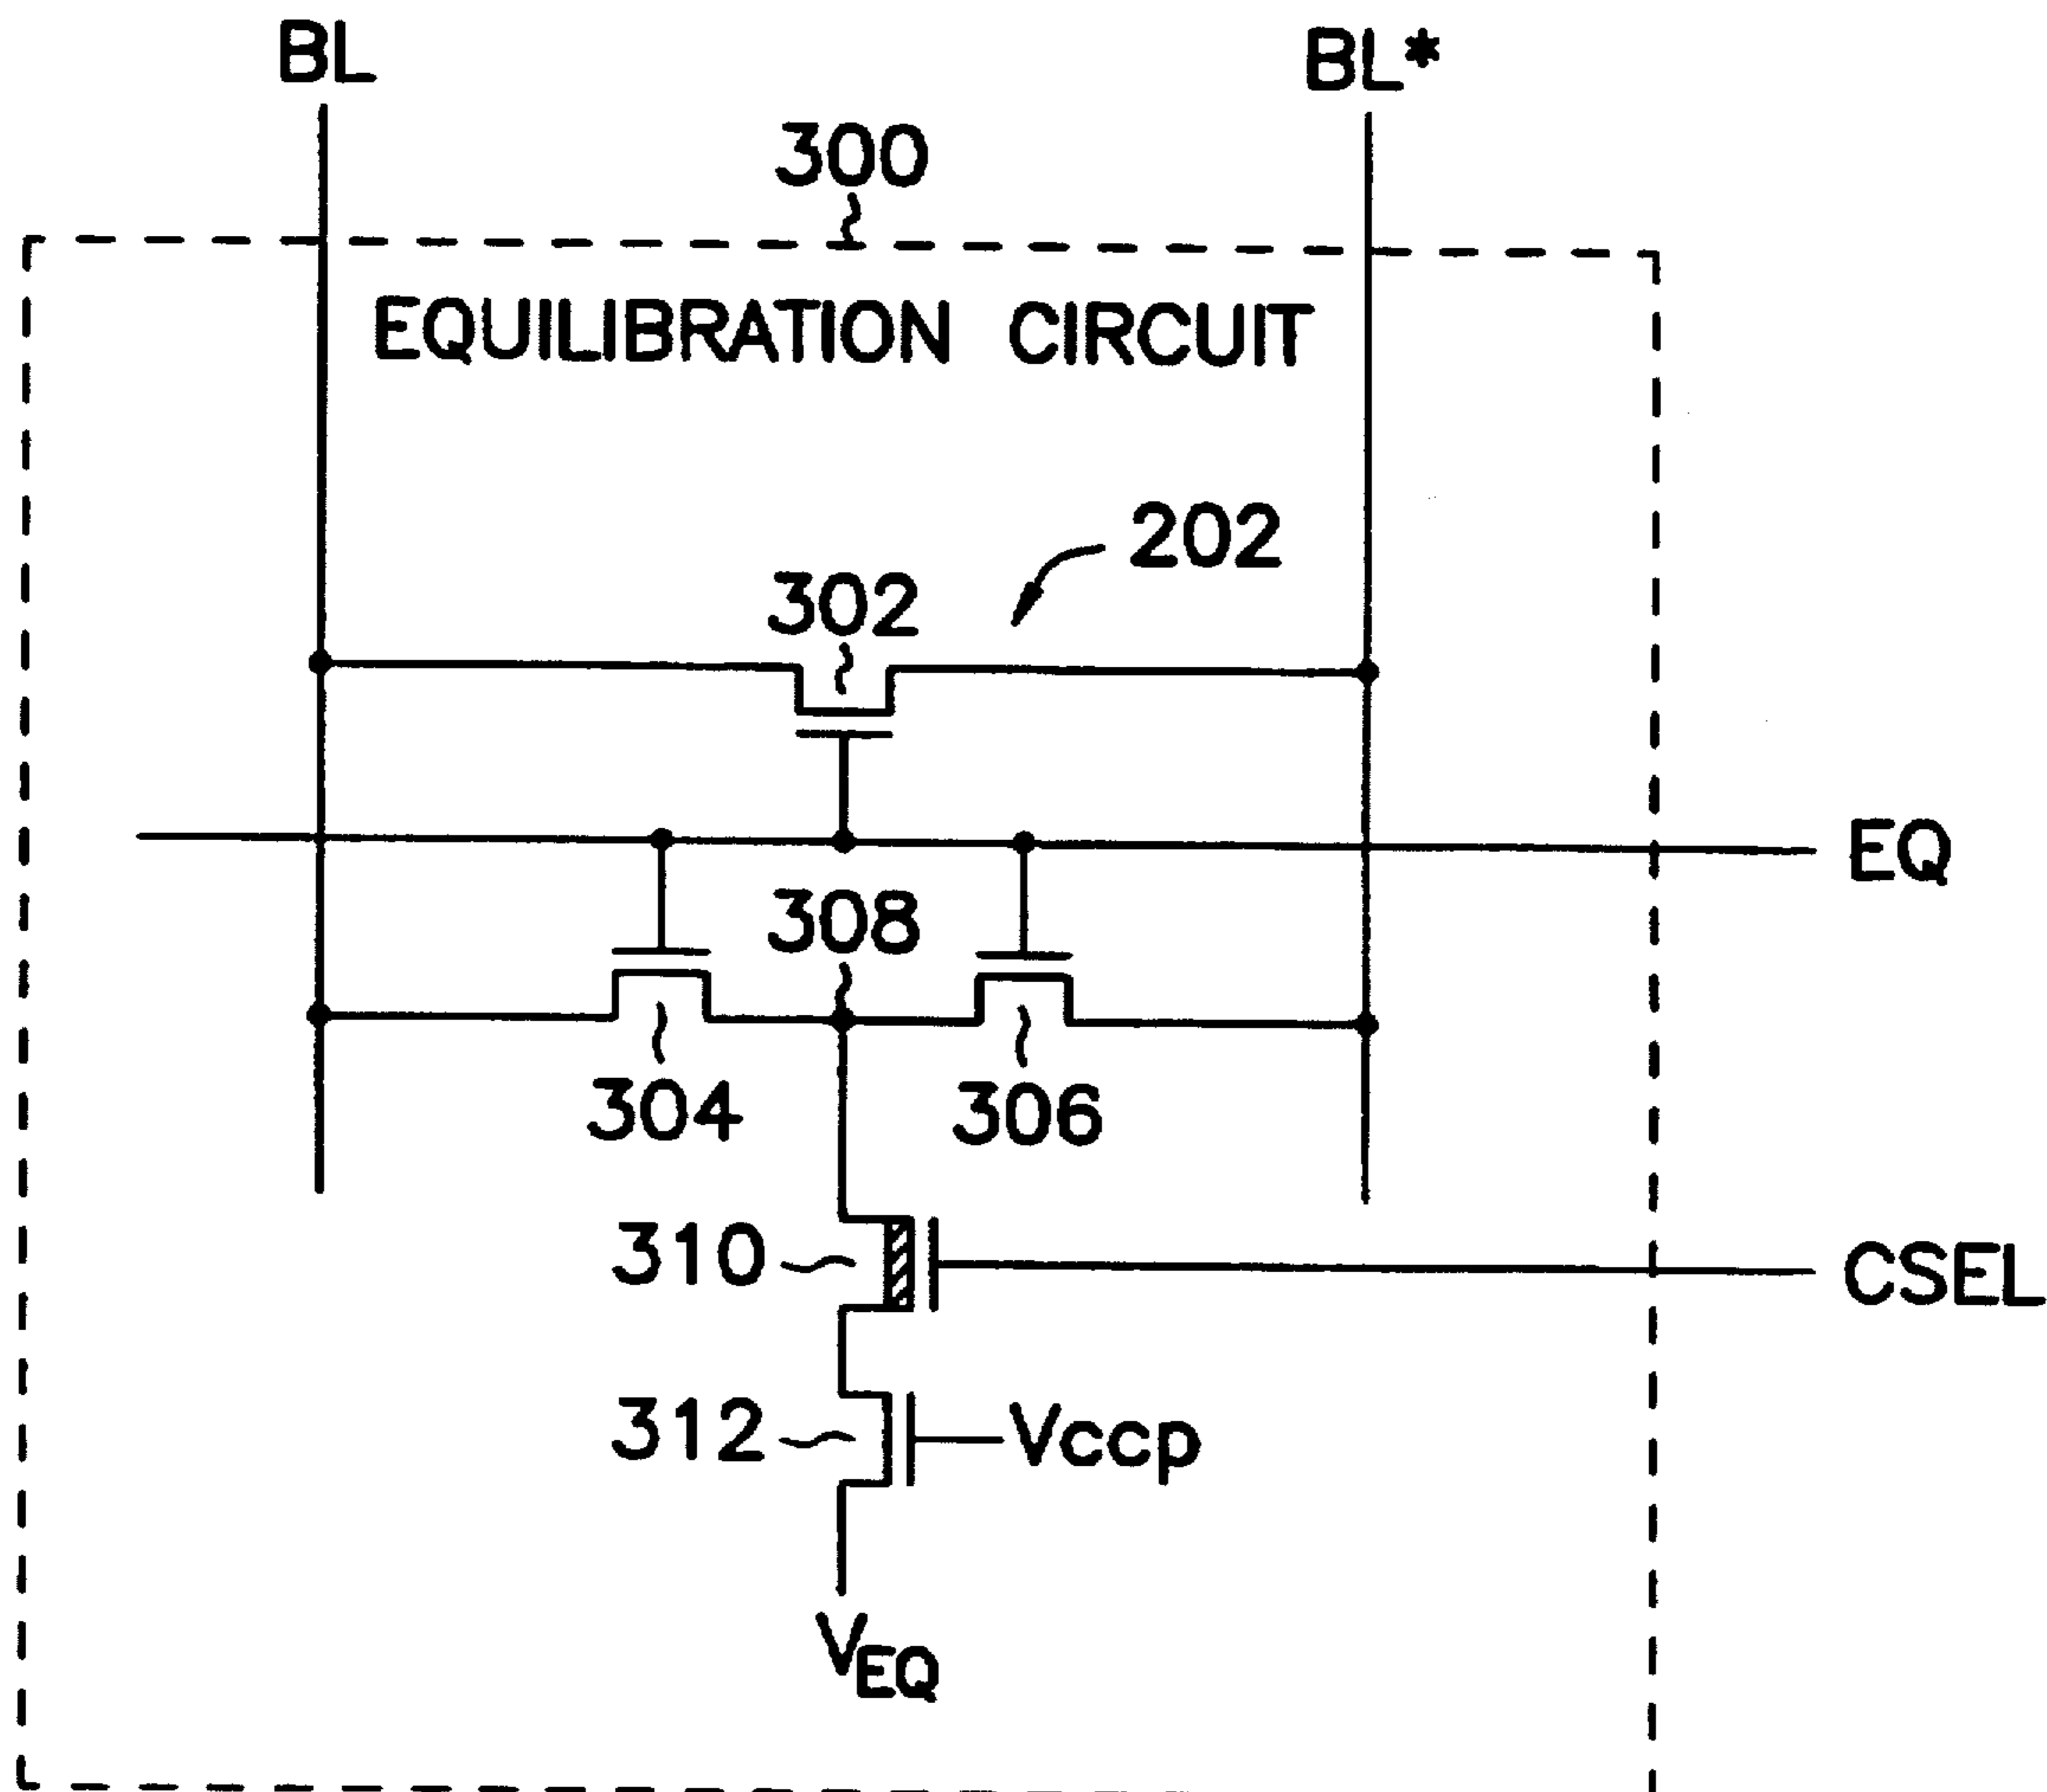 BL
BL*
300
EQUILIBRATION CIRCUIT
202
302
EQ
308
304
306
310
CSEL
312
Vccp
VEQ